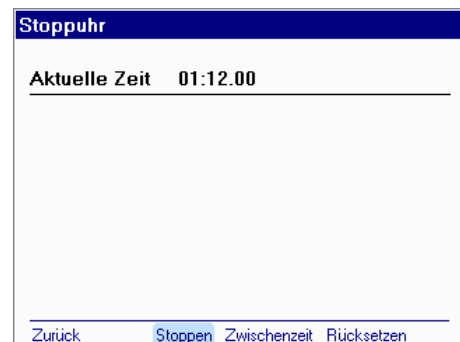 Stoppuhr
Aktuelle Zeit 01:12.00
Zurück Stoppen Zwischenzeit Rücksetzen